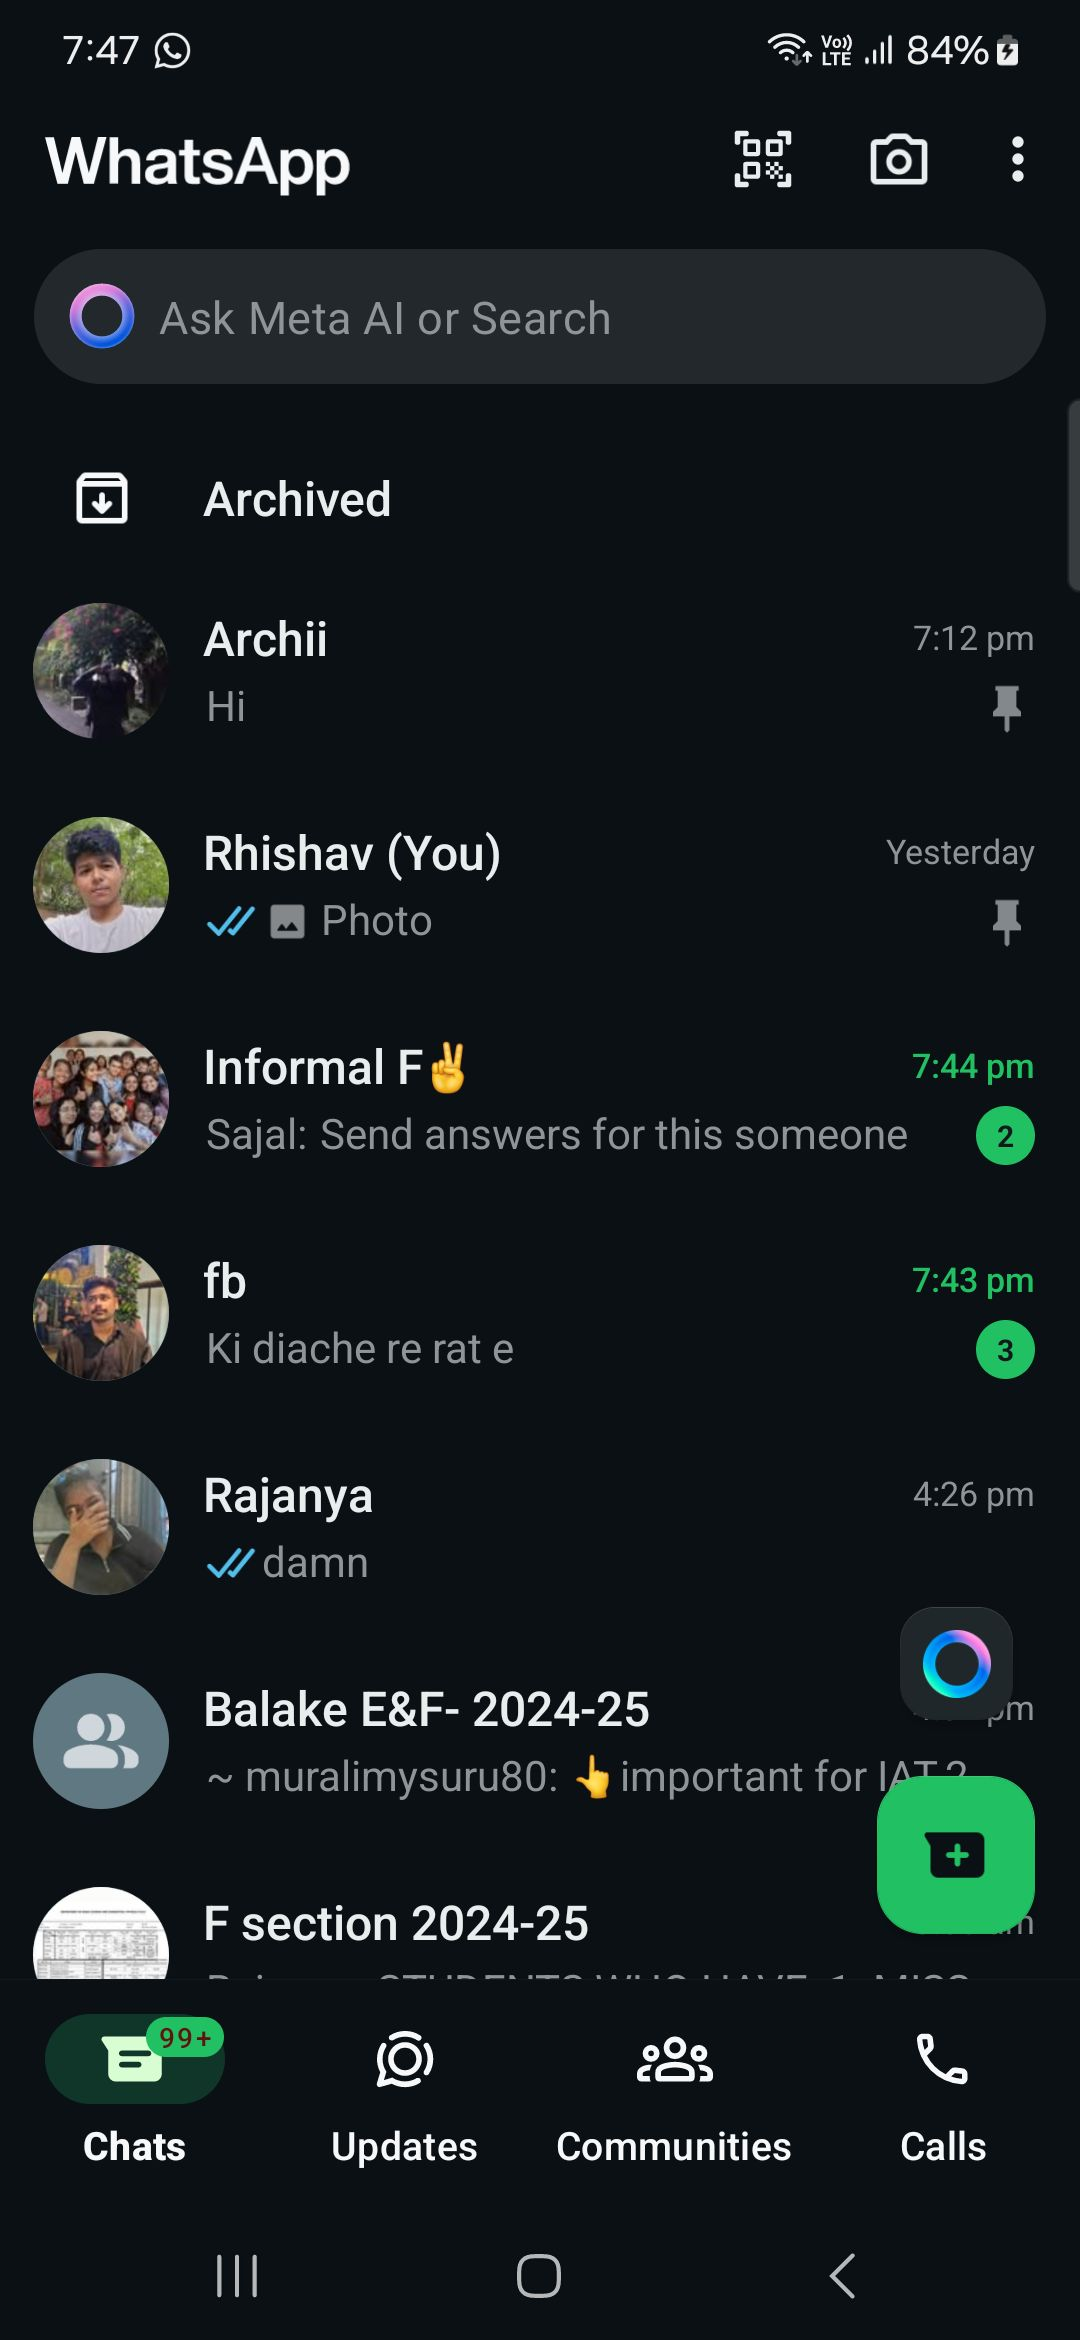 7:47
Vo)) LTE 84%
WhatsApp
Ask Meta AI or Search
Archived
Archii
7:12 pm
Hi
Rhishav (You)
Yesterday
Photo
Informal F✌️
7:44 pm
Sajal: Send answers for this someone
2
fb
7:43 pm
Ki diache re rat e
3
Rajanya
4:26 pm
damn
Balake E&F- 2024-25
pm
~ muralimysuru80: 👆important for IAT 2
F section 2024-25
STUDENTS WHO HAVE
99+
Chats
Updates
Communities
Calls